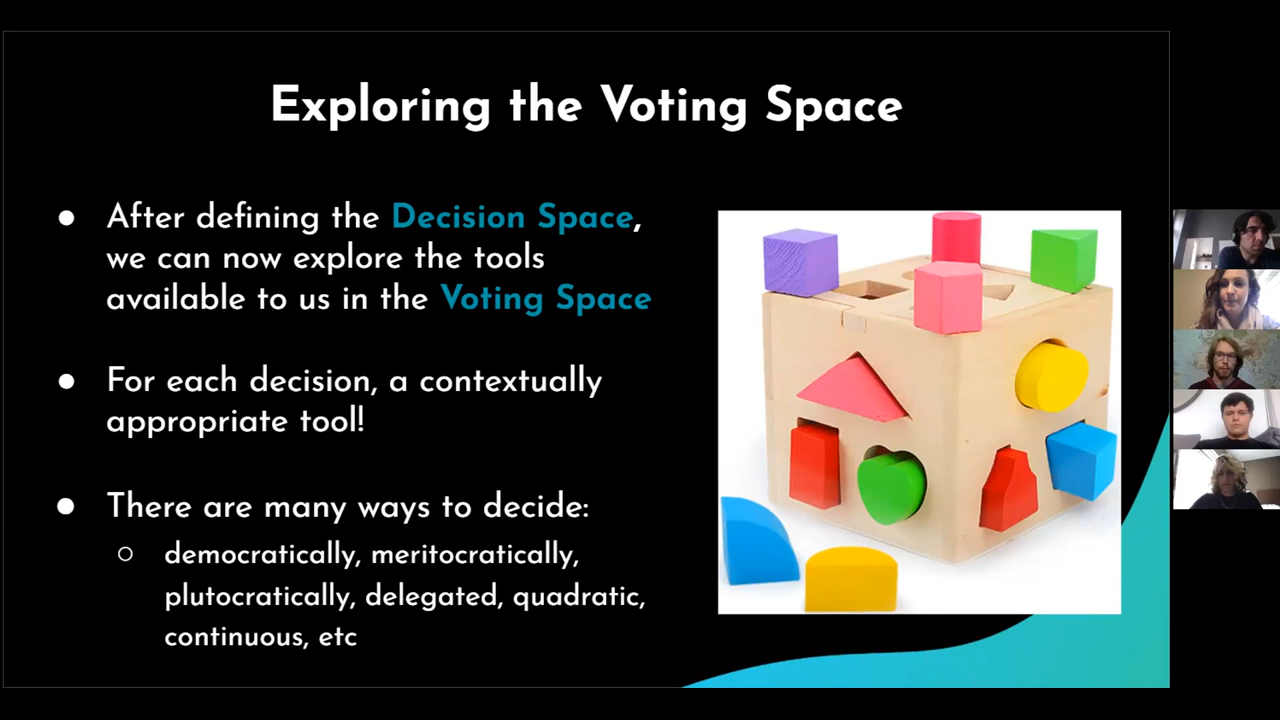 Exploring the Voting Space
● After defining the Decision Space,
we can now explore the tools
available to us in the Voting Space
● For each decision, a contextually
appropriate tool!
● There are many ways to decide:
○ democratically, meritocratically,
plutocratically, delegated, quadratic,
continuous, etc